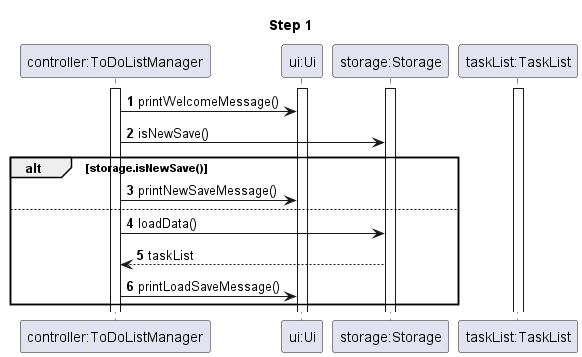 Step 1
controller:ToDoListManager ui:Ui storage:Storage taskList:TaskList
1 printWelcomeMessage()
2 isNewSave()
alt [storage.isNewSave()]
3 printNewSaveMessage()
4 loadData()
5 taskList
6 printLoadSaveMessage()
controller:ToDoListManager ui:Ui storage:Storage taskList:TaskList